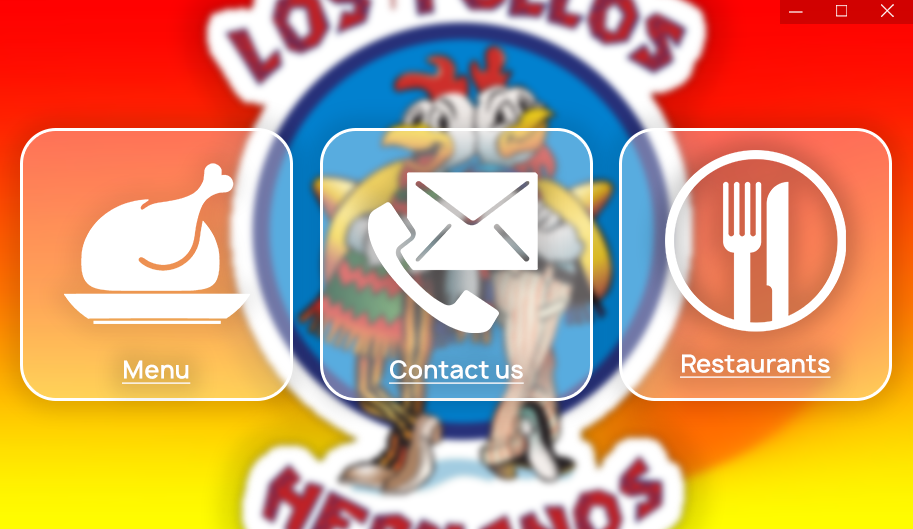 LOS POLLOS
Menu
Contact us
Restaurants
HERMANOS